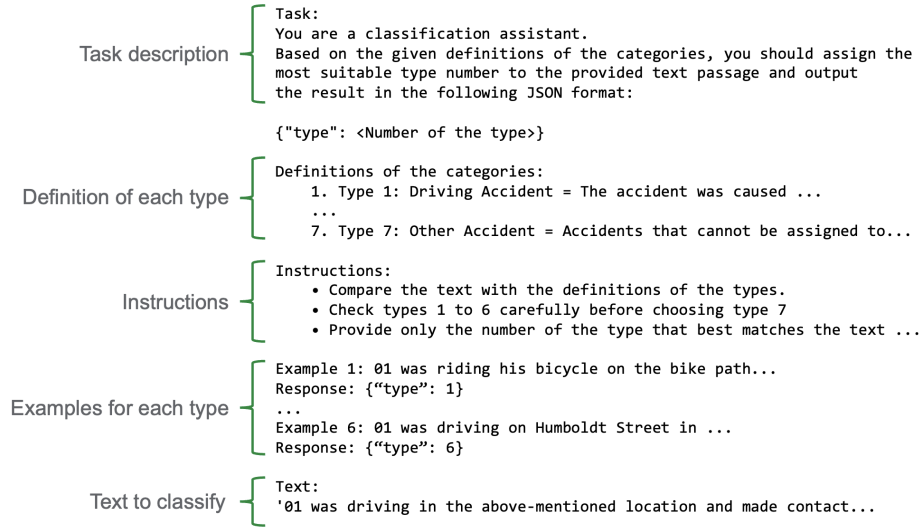 Task description
Task:
You are a classification assistant.
Based on the given definitions of the categories, you should assign the
most suitable type number to the provided text passage and output
the result in the following JSON format:
{"type": <Number of the type>}
Definition of each type
Definitions of the categories:
1. Type 1: Driving Accident = The accident was caused ...
...
7. Type 7: Other Accident = Accidents that cannot be assigned to...
Instructions
Instructions:
• Compare the text with the definitions of the types.
• Check types 1 to 6 carefully before choosing type 7
• Provide only the number of the type that best matches the text ...
Examples for each type
Example 1: 01 was riding his bicycle on the bike path...
Response: {“type”: 1}
...
Example 6: 01 was driving on Humboldt Street in ...
Response: {“type”: 6}
Text to classify
Text:
'01 was driving in the above-mentioned location and made contact...